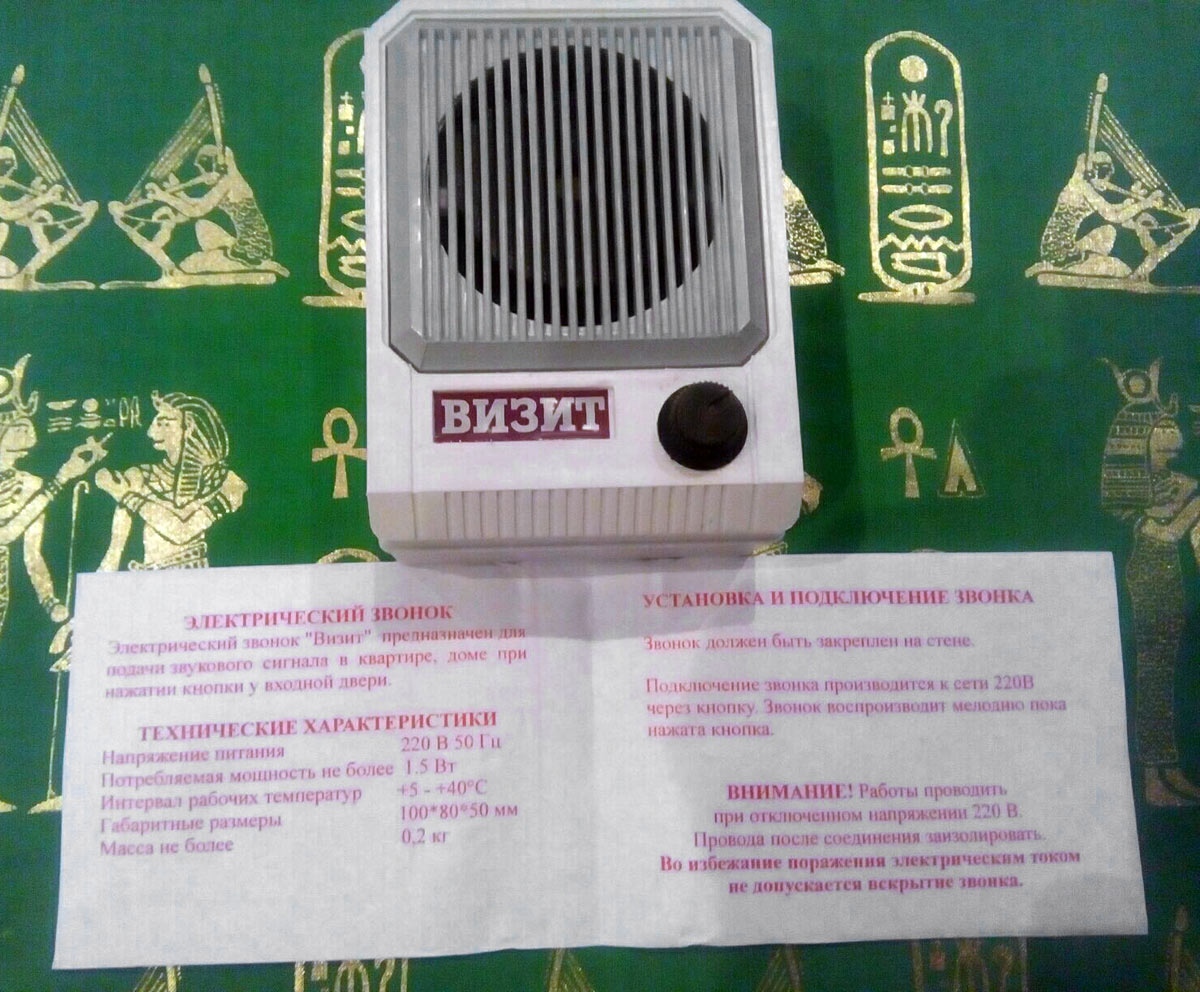 ВИЗИТ
ЭЛЕКТРИЧЕСКИЙ ЗВОНОК
Электрический звонок "Визит" предназначен для
подачи звукового сигнала в квартире, доме при
нажатии кнопки у входной двери.
ТЕХНИЧЕСКИЕ ХАРАКТЕРИСТИКИ
Напряжение питания 220 В 50 Гц
Потребляемая мощность не более 1.5 Вт
Интервал рабочих температур +5 - +40°С
Габаритные размеры 100*80*50 мм
Масса не более 0,2 кг
УСТАНОВКА И ПОДКЛЮЧЕНИЕ ЗВОНКА
Звонок должен быть закреплен на стене.
Подключение звонка производится к сети 220В
через кнопку. Звонок воспроизводит мелодию пока
нажата кнопка.
ВНИМАНИЕ! Работы проводить
при отключенном напряжении 220 В.
Провода после соединения заизолировать.
Во избежание поражения электрическим током
не допускается вскрытие звонка.